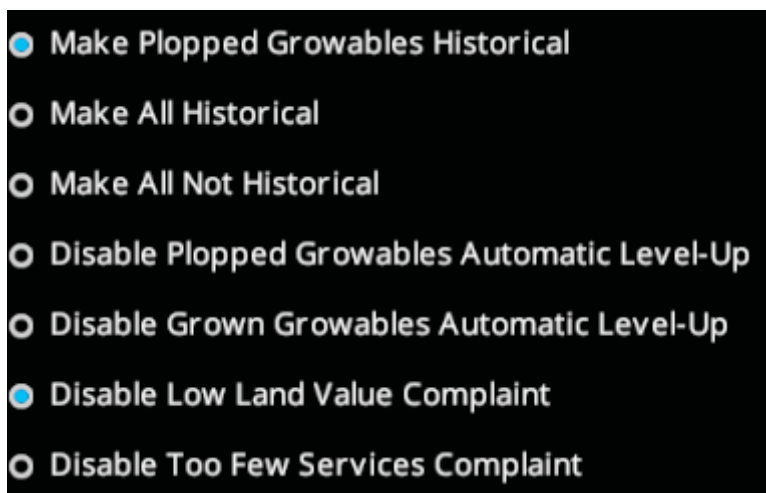 Make Plopped Growables Historical
Make All Historical
Make All Not Historical
Disable Plopped Growables Automatic Level-Up
Disable Grown Growables Automatic Level-Up
Disable Low Land Value Complaint
Disable Too Few Services Complaint